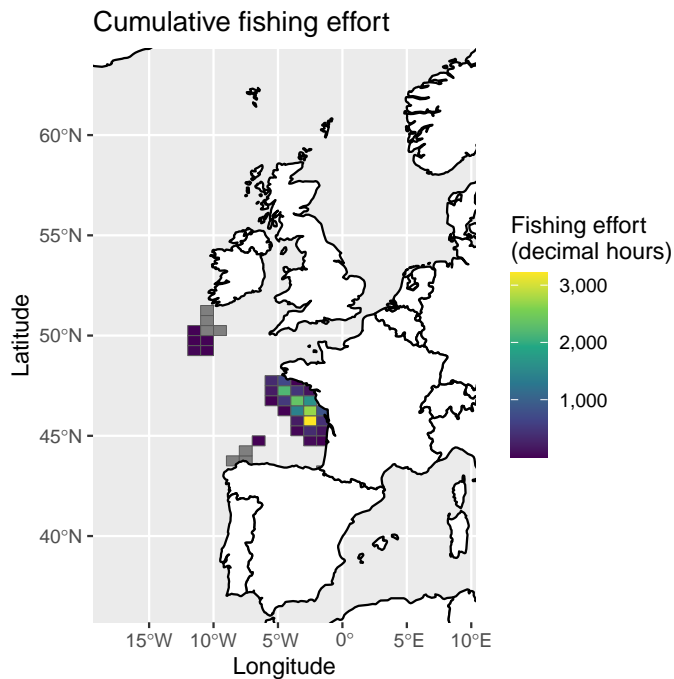 Cumulative fishing effort
60°N
55°N
50°N
45°N
40°N
Latitude
15°W 10°W 5°W 0° 5°E 10°E
Longitude
Fishing effort
(decimal hours)
3,000
2,000
1,000